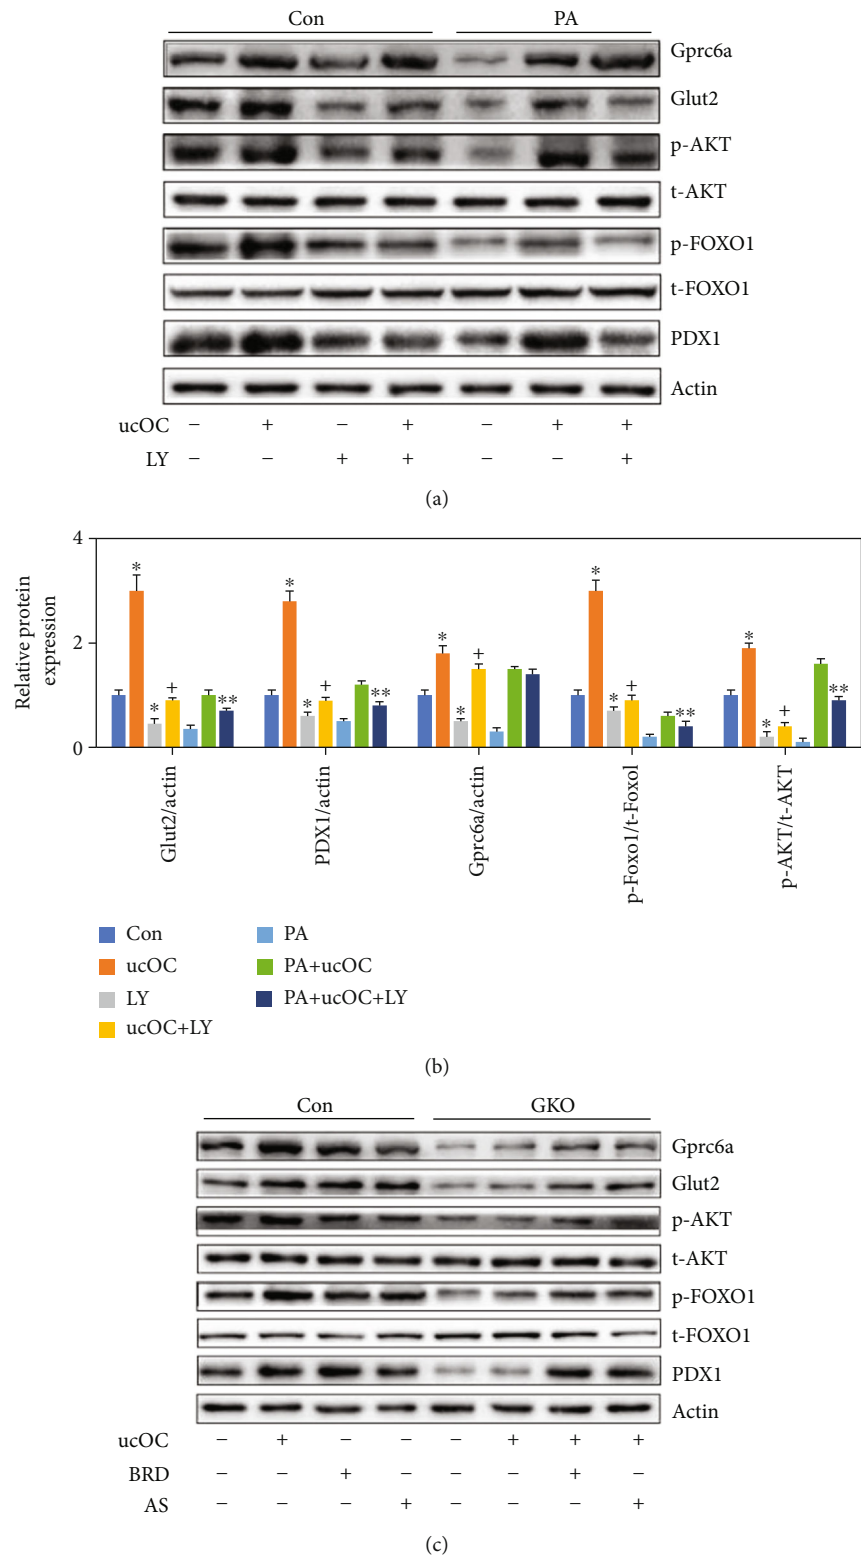 Con PA
Gprc6a
Glut2
p-AKT
t-AKT
p-FOXO1
t-FOXO1
PDX1
Actin
ucOC − + − + − + +
LY − − + + − − +
(a)
Relative protein
expression
4
2
0
* * + **
* * + **
* * +
* * + **
* * + **
Glut2/actin
PDX1/actin
Gprc6a/actin
p-Foxo1/t-Foxol
p-AKT/t-AKT
Con PA
ucOC PA+ucOC
LY PA+ucOC+LY
ucOC+LY
(b)
Con GKO
Gprc6a
Glut2
p-AKT
t-AKT
p-FOXO1
t-FOXO1
PDX1
Actin
ucOC − + − − − + + +
BRD − − + − − − + −
AS − − − + − − − +
(c)